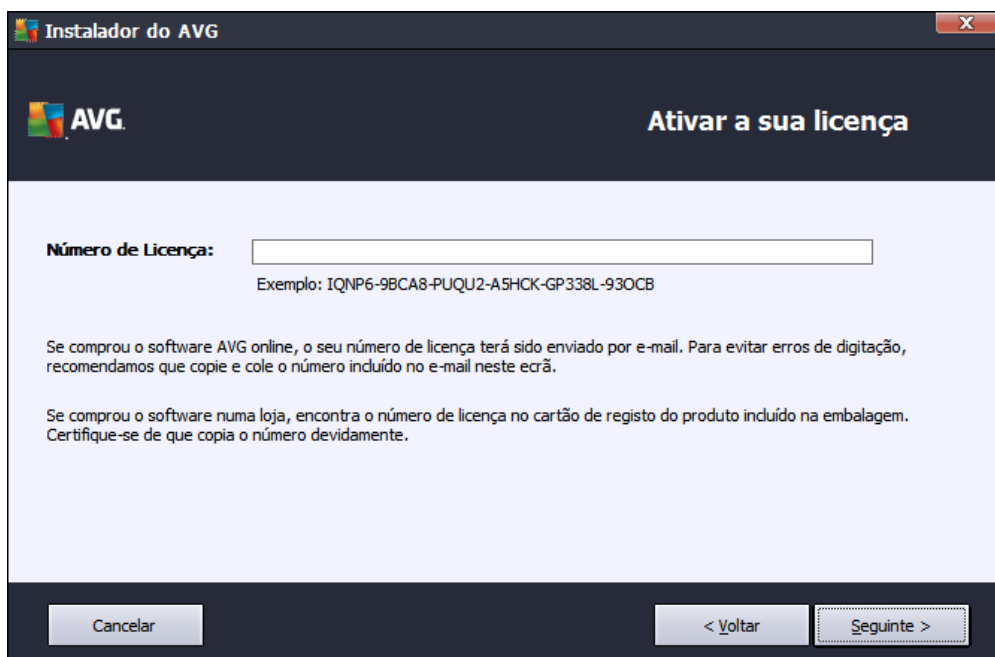 Instalador do AVG
X
AVG.
Ativar a sua licença
Número de Licença:
Exemplo: IQNP6-9BCA8-PUQU2-A5HCK-GP338L-93OCB
Se comprou o software AVG online, o seu número de licença terá sido enviado por e-mail. Para evitar erros de digitação,
recomendamos que copie e cole o número incluído no e-mail neste ecrã.
Se comprou o software numa loja, encontra o número de licença no cartão de registo do produto incluído na embalagem.
Certifique-se de que copia o número devidamente.
Cancelar
< Voltar
Seguinte >